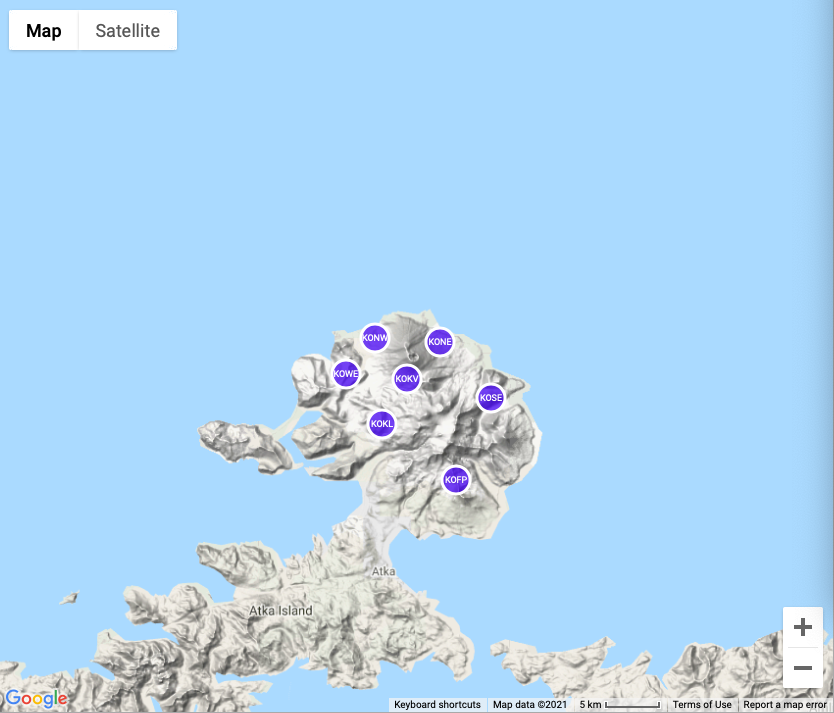 Map Satellite
KONW
KONE
KOWE
KOKV
KOSE
KOKL
KOFP
Atka
Atka Island
Google
Keyboard shortcuts Map data ©2021 5 km Terms of Use Report a map error